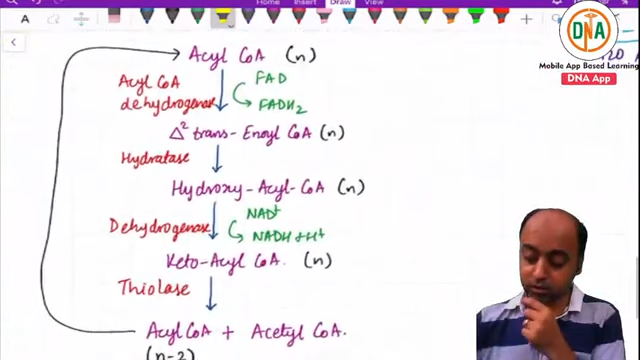 Home Insert Draw View
Acyl CoA (n)
Acyl CoA
dehydrogenase
FAD
FADH2
Δ² trans- Enoyl CoA (n)
Hydratase
Hydroxy-Acyl-CoA (n)
Dehydrogenase
NAD+
NADH+H+
Keto-Acyl CoA. (n)
Thiolase
Acyl CoA + Acetyl CoA.
(n-2)
DNA
Mobile App Based Learning
DNA App